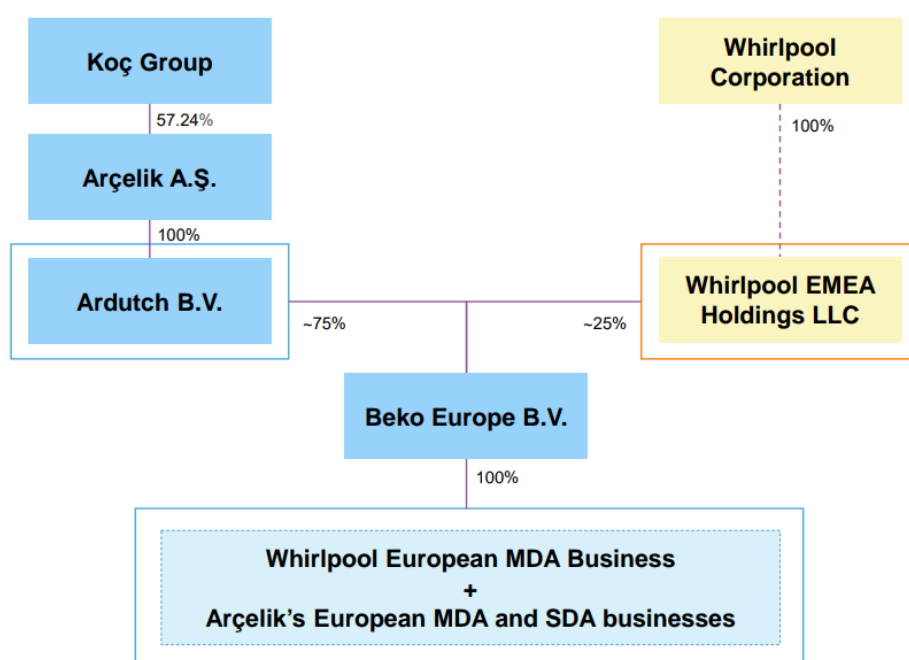 Koç Group
Whirlpool
Corporation
57.24%
100%
Arçelik A.Ş.
100%
Ardutch B.V.
Whirlpool EMEA
Holdings LLC
~75%
~25%
Beko Europe B.V.
100%
Whirlpool European MDA Business
+
Arçelik’s European MDA and SDA businesses